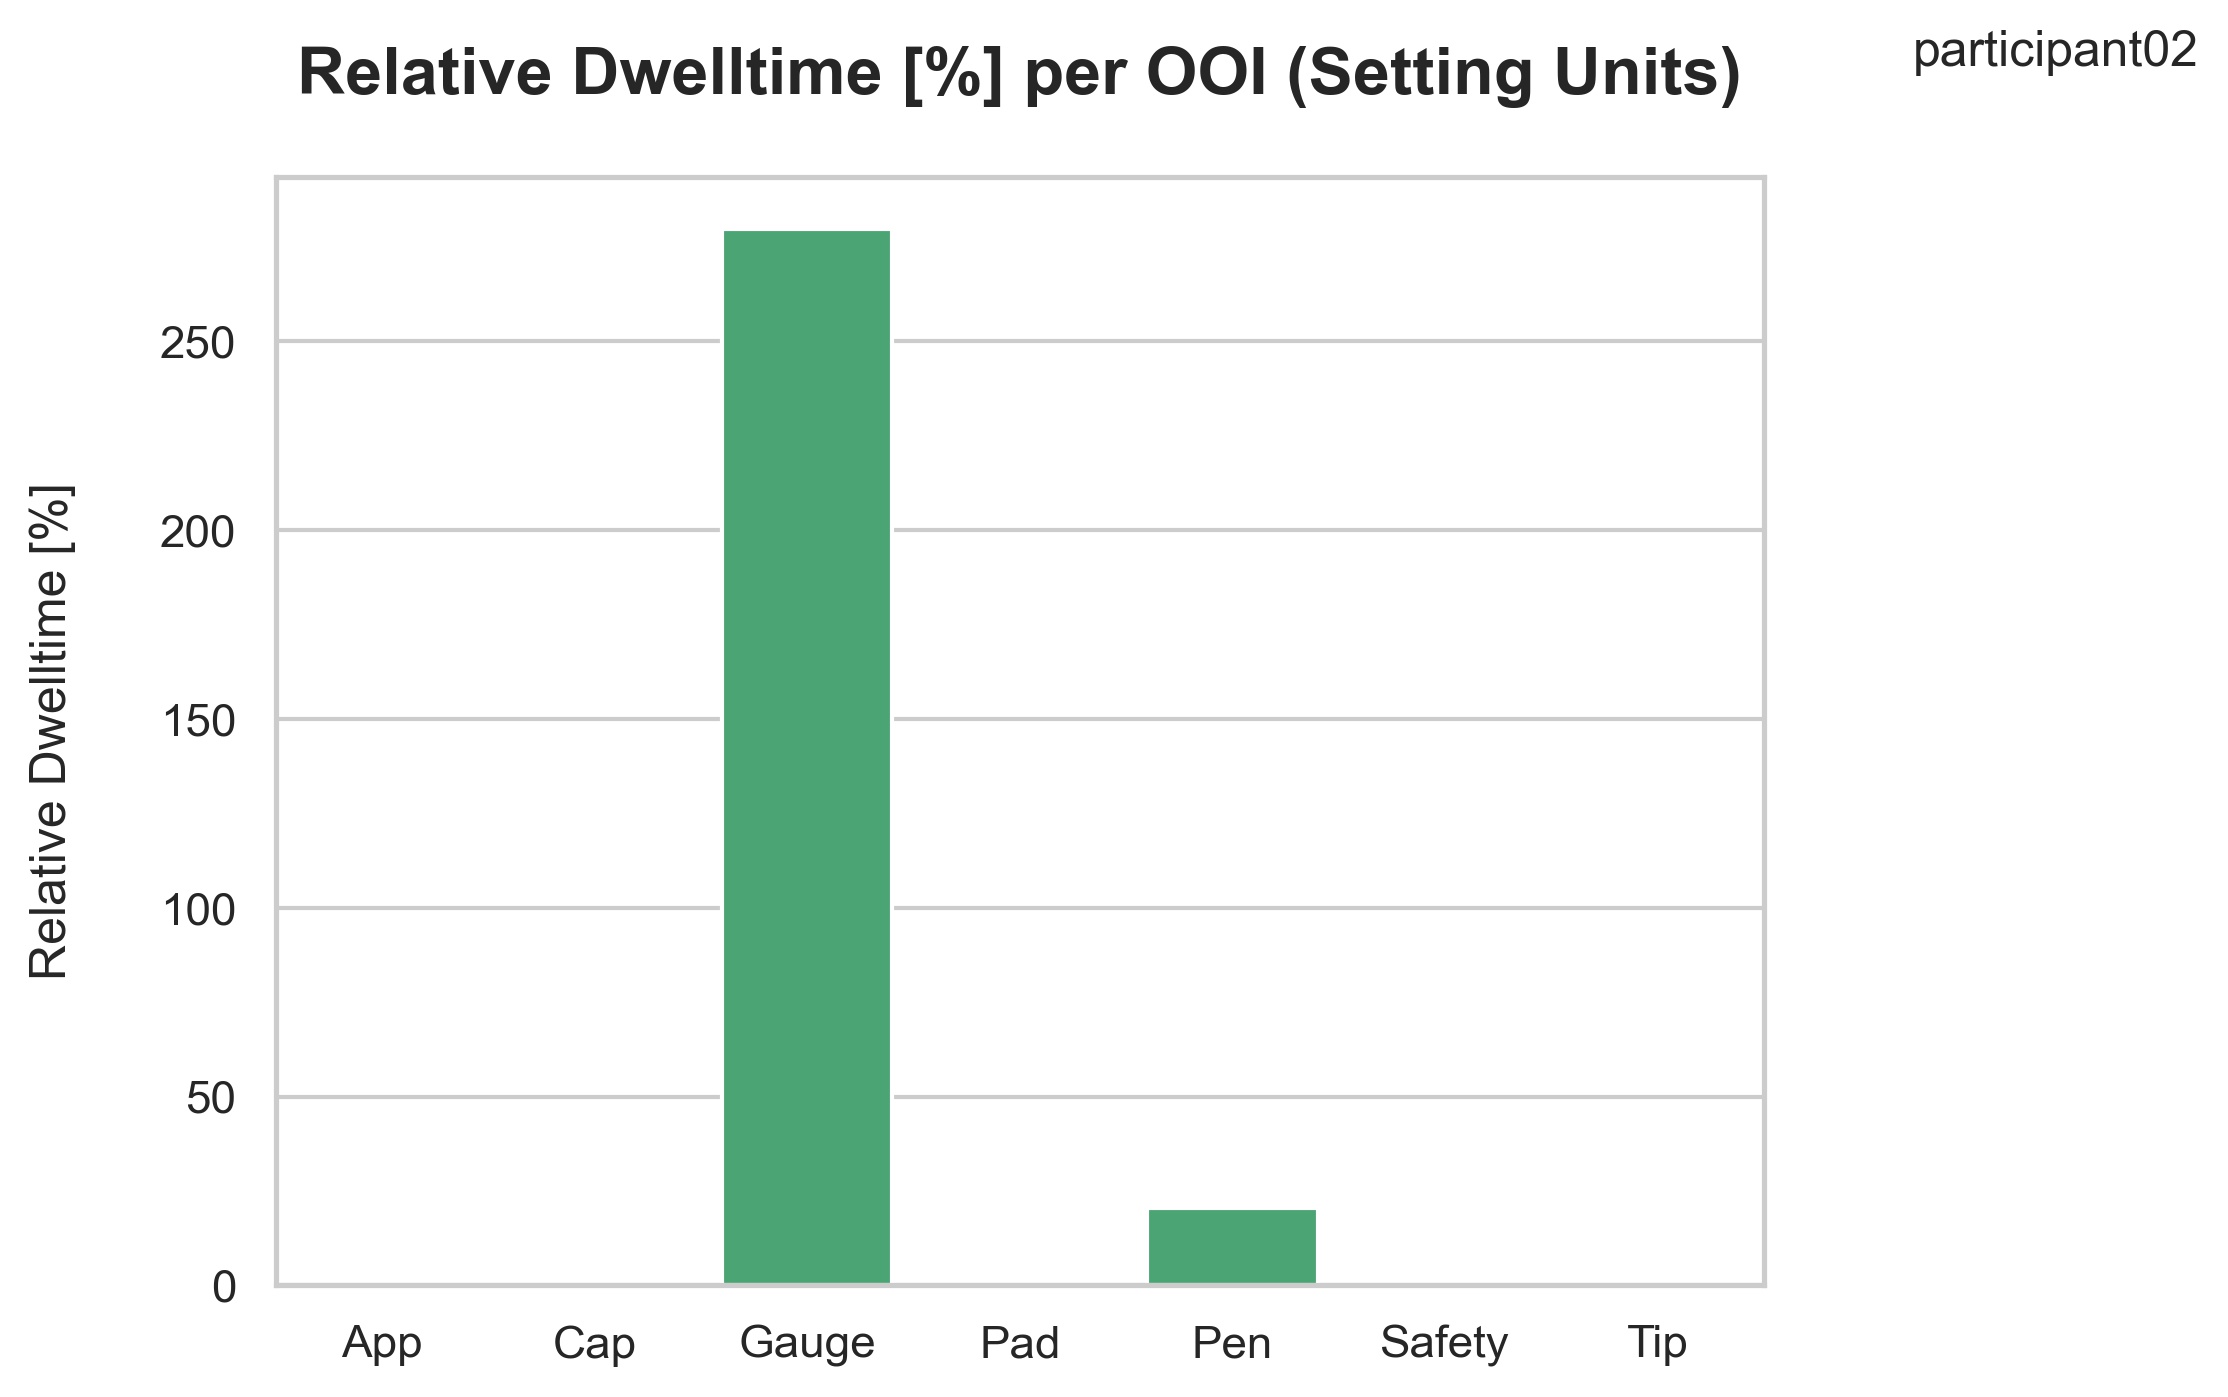 Relative Dwelltime [%] per OOI (Setting Units)
participant02
Relative Dwelltime [%]
250
200
150
100
50
0
App Cap Gauge Pad Pen Safety Tip